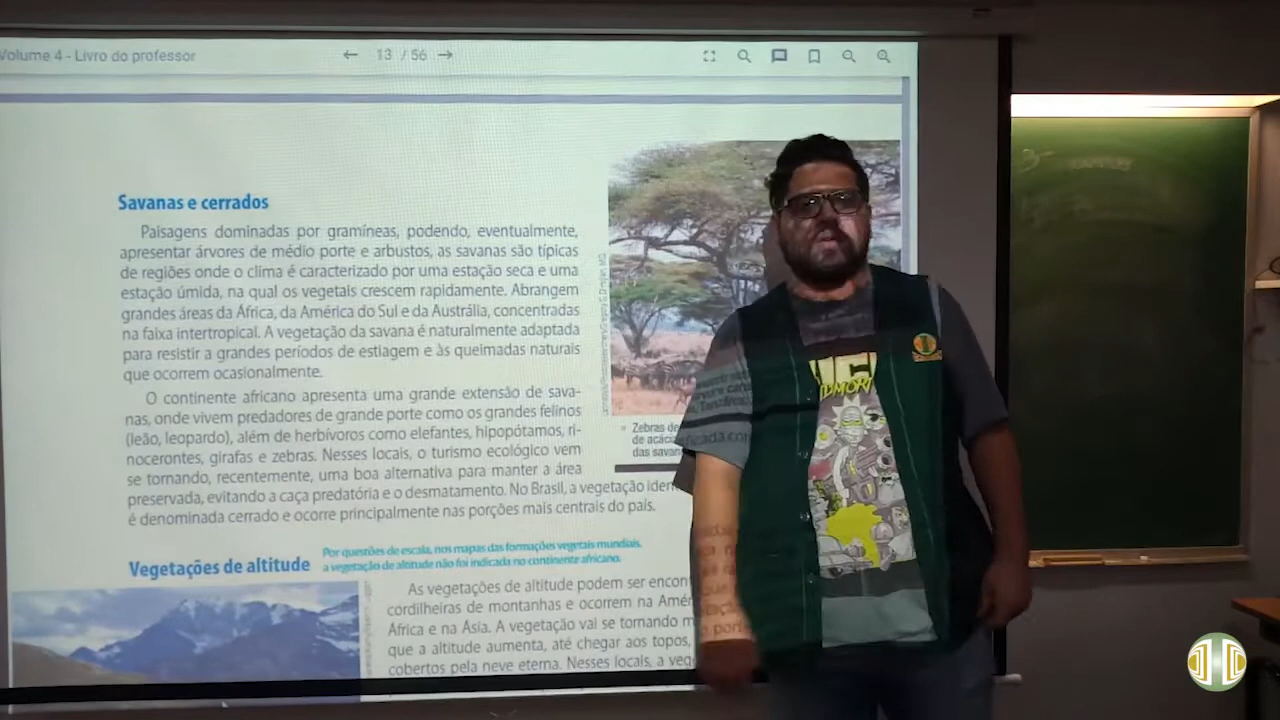 Volume 4 - Livro do professor
13 / 56
Savanas e cerrados
Paisagens dominadas por gramíneas, podendo, eventualmente,
apresentar árvores de médio porte e arbustos, as savanas são típicas
de regiões onde o clima é caracterizado por uma estação seca e uma
estação úmida, na qual os vegetais crescem rapidamente. Abrangem
grandes áreas da África, da América do Sul e da Austrália, concentradas
na faixa intertropical. A vegetação da savana é naturalmente adaptada
para resistir a grandes períodos de estiagem e às queimadas naturais
que ocorrem ocasionalmente.
O continente africano apresenta uma grande extensão de sava-
nas, onde vivem predadores de grande porte como os grandes felinos
(leão, leopardo), além de herbívoros como elefantes, hipopótamos, ri-
nocerontes, girafas e zebras. Nesses locais, o turismo ecológico vem
se tornando, recentemente, uma boa alternativa para manter a área
preservada, evitando a caça predatória e o desmatamento. No Brasil, a vegetação iden
é denominada cerrado e ocorre principalmente nas porções mais centrais do país.
Zebras de
de acác
das savan
Vegetações de altitude
Por questões de escala, nos mapas das formações vegetais mundiais,
a vegetação de altitude não foi indicada no continente africano.
As vegetações de altitude podem ser encon
cordilheiras de montanhas e ocorrem na Amér
África e na Ásia. A vegetação vai se tornando m
que a altitude aumenta, até chegar aos topos,
cobertos pela neve eterna. Nesses locais, a veg